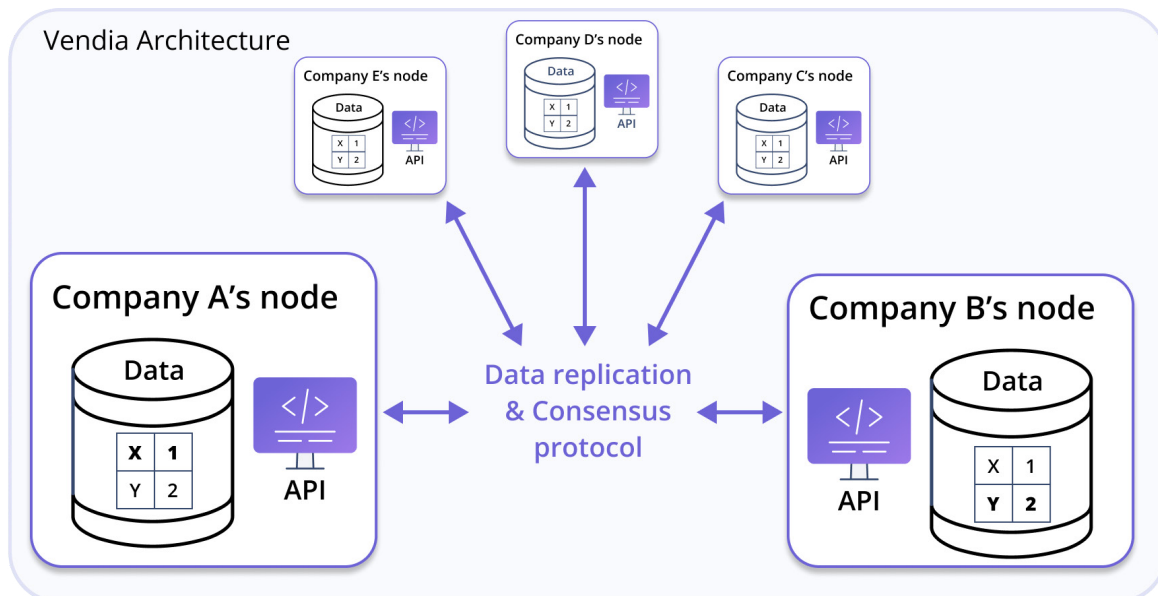 Vendia Architecture
Company E's node
Data
X 1
Y 2
</>
API
Company D's node
Data
X 1
Y 2
</>
API
Company C's node
Data
X 1
Y 2
</>
API
Company A's node
Data
X 1
Y 2
</>
API
Data replication
& Consensus
protocol
Company B's node
</>
API
Data
X 1
Y 2